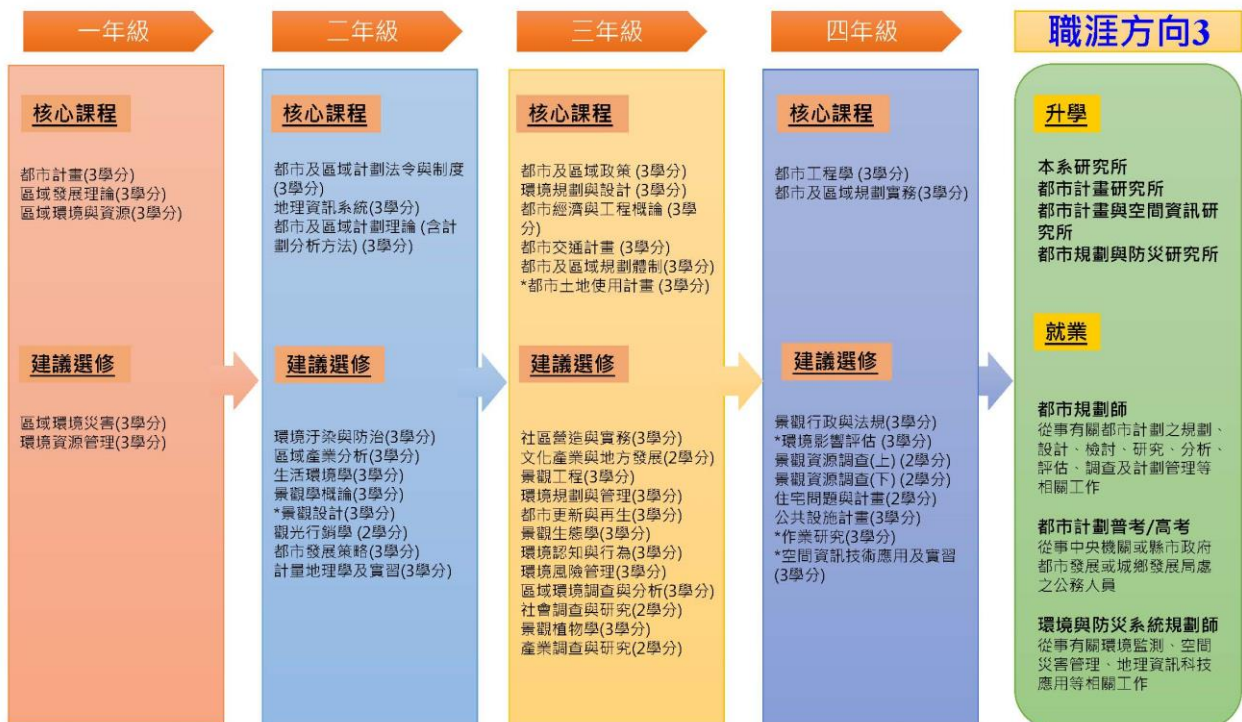 一年級
核心課程
都市計畫(3學分)
區域發展理論(3學分)
區域環境與資源(3學分)
建議選修
區域環境災害(3學分)
環境資源管理(3學分)
二年級
核心課程
都市及區域計劃法令與制度
(3學分)
地理資訊系統(3學分)
都市及區域計劃理論 (含計
劃分析方法) (3學分)
建議選修
環境汙染與防治(3學分)
區域產業分析(3學分)
生活環境學(3學分)
景觀學概論(3學分)
*景觀設計(3學分)
觀光行銷學 (2學分)
都市發展策略(3學分)
計量地理學及實習(3學分)
三年級
核心課程
都市及區域政策 (3學分)
環境規劃與設計 (3學分)
都市經濟與工程概論 (3學
分)
都市交通計畫 (3學分)
都市及區域規劃體制(3學分)
*都市土地使用計畫 (3學分)
建議選修
社區營造與實務(3學分)
文化產業與地方發展(2學分)
景觀工程(3學分)
環境規劃與管理(3學分)
都市更新與再生(3學分)
景觀生態學(3學分)
環境認知與行為(3學分)
環境風險管理(3學分)
區域環境調查與分析(3學分)
社會調查與研究(2學分)
景觀植物學(3學分)
產業調查與研究(2學分)
四年級
核心課程
都市工程學 (3學分)
都市及區域規劃實務(3學分)
建議選修
景觀行政與法規(3學分)
*環境影響評估 (3學分)
景觀資源調查(上) (2學分)
景觀資源調查(下) (2學分)
住宅問題與計畫(2學分)
公共設施計畫(3學分)
*作業研究(3學分)
*空間資訊技術應用及實習
(3學分)
職涯方向3
升學
本系研究所
都市計畫研究所
都市計畫與空間資訊研
究所
都市規劃與防災研究所
就業
都市規劃師
從事有關都市計劃之規劃、
設計、檢討、研究、分析、
評估、調查及計劃管理等
相關工作
都市計劃普考/高考
從事中央機關或縣市政府
都市發展或城鄉發展局處
之公務人員
環境與防災系統規劃師
從事有關環境監測、空間
災害管理、地理資訊科技
應用等相關工作